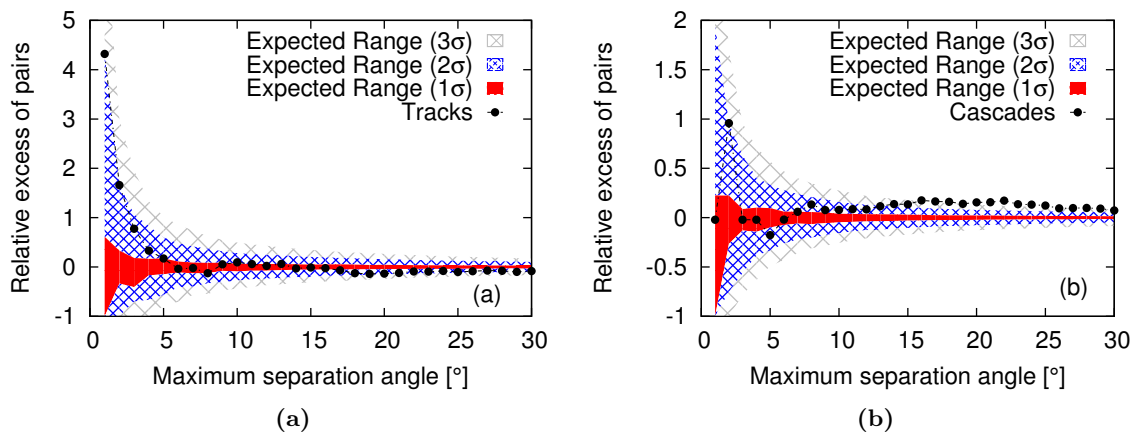 5
4
3
2
1
0
-1
0 5 10 15 20 25 30
Relative excess of pairs
Maximum separation angle [°]
Expected Range (3σ)
Expected Range (2σ)
Expected Range (1σ)
Tracks
(a)
(a)
2
1.5
1
0.5
0
-0.5
-1
0 5 10 15 20 25 30
Relative excess of pairs
Maximum separation angle [°]
Expected Range (3σ)
Expected Range (2σ)
Expected Range (1σ)
Cascades
(b)
(b)